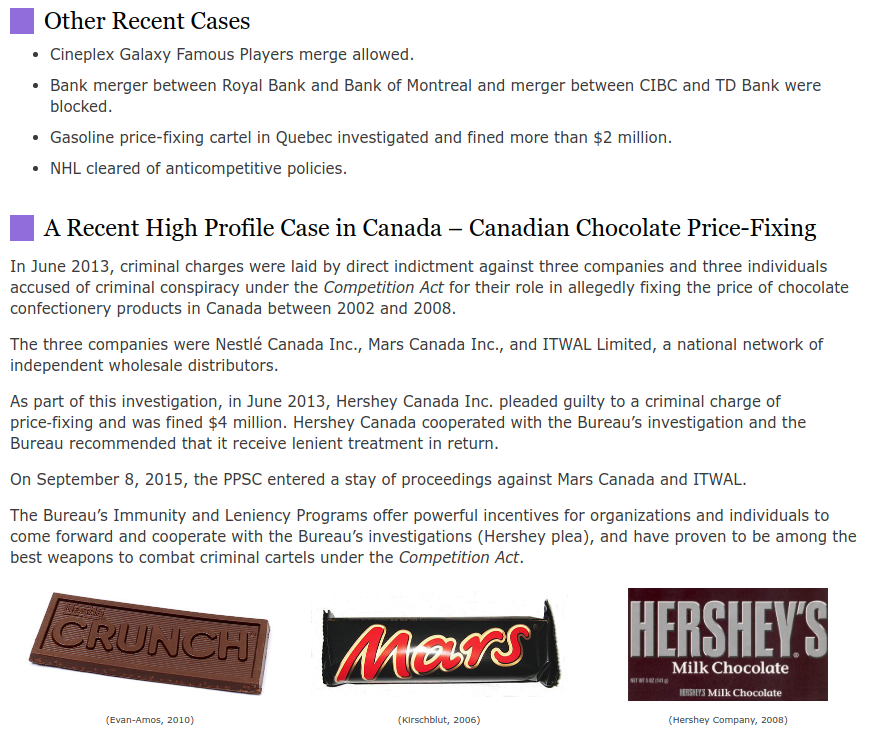 Other Recent Cases
• Cineplex Galaxy Famous Players merge allowed.
• Bank merger between Royal Bank and Bank of Montreal and merger between CIBC and TD Bank were
blocked.
• Gasoline price-fixing cartel in Quebec investigated and fined more than $2 million.
• NHL cleared of anticompetitive policies.
A Recent High Profile Case in Canada – Canadian Chocolate Price-Fixing
In June 2013, criminal charges were laid by direct indictment against three companies and three individuals
accused of criminal conspiracy under the Competition Act for their role in allegedly fixing the price of chocolate
confectionery products in Canada between 2002 and 2008.
The three companies were Nestlé Canada Inc., Mars Canada Inc., and ITWAL Limited, a national network of
independent wholesale distributors.
As part of this investigation, in June 2013, Hershey Canada Inc. pleaded guilty to a criminal charge of
price-fixing and was fined $4 million. Hershey Canada cooperated with the Bureau’s investigation and the
Bureau recommended that it receive lenient treatment in return.
On September 8, 2015, the PPSC entered a stay of proceedings against Mars Canada and ITWAL.
The Bureau’s Immunity and Leniency Programs offer powerful incentives for organizations and individuals to
come forward and cooperate with the Bureau’s investigations (Hershey plea), and have proven to be among the
best weapons to combat criminal cartels under the Competition Act.
CRUNCH
Mars
HERSHEY'S
Milk Chocolate
HERSHEY'S Milk Chocolate
(Evan-Amos, 2010)
(Kirschblut, 2006)
(Hershey Company, 2008)